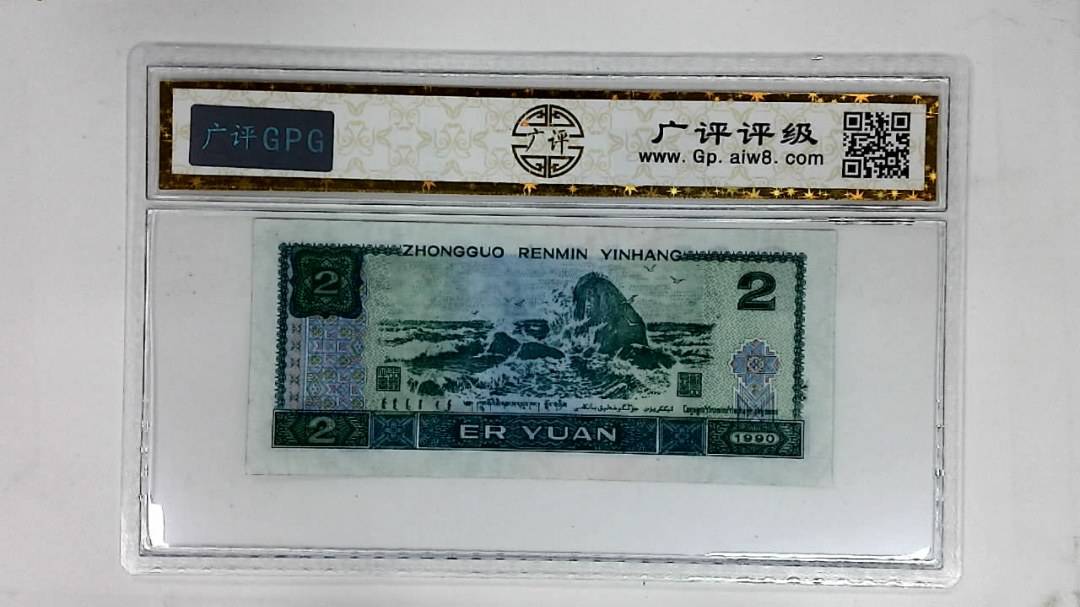 广评GPG
广评
广评评级
www.Gp.aiw8.com
ZHONGGUO RENMIN YINHANG
2
2
2
ER YUAN
1990